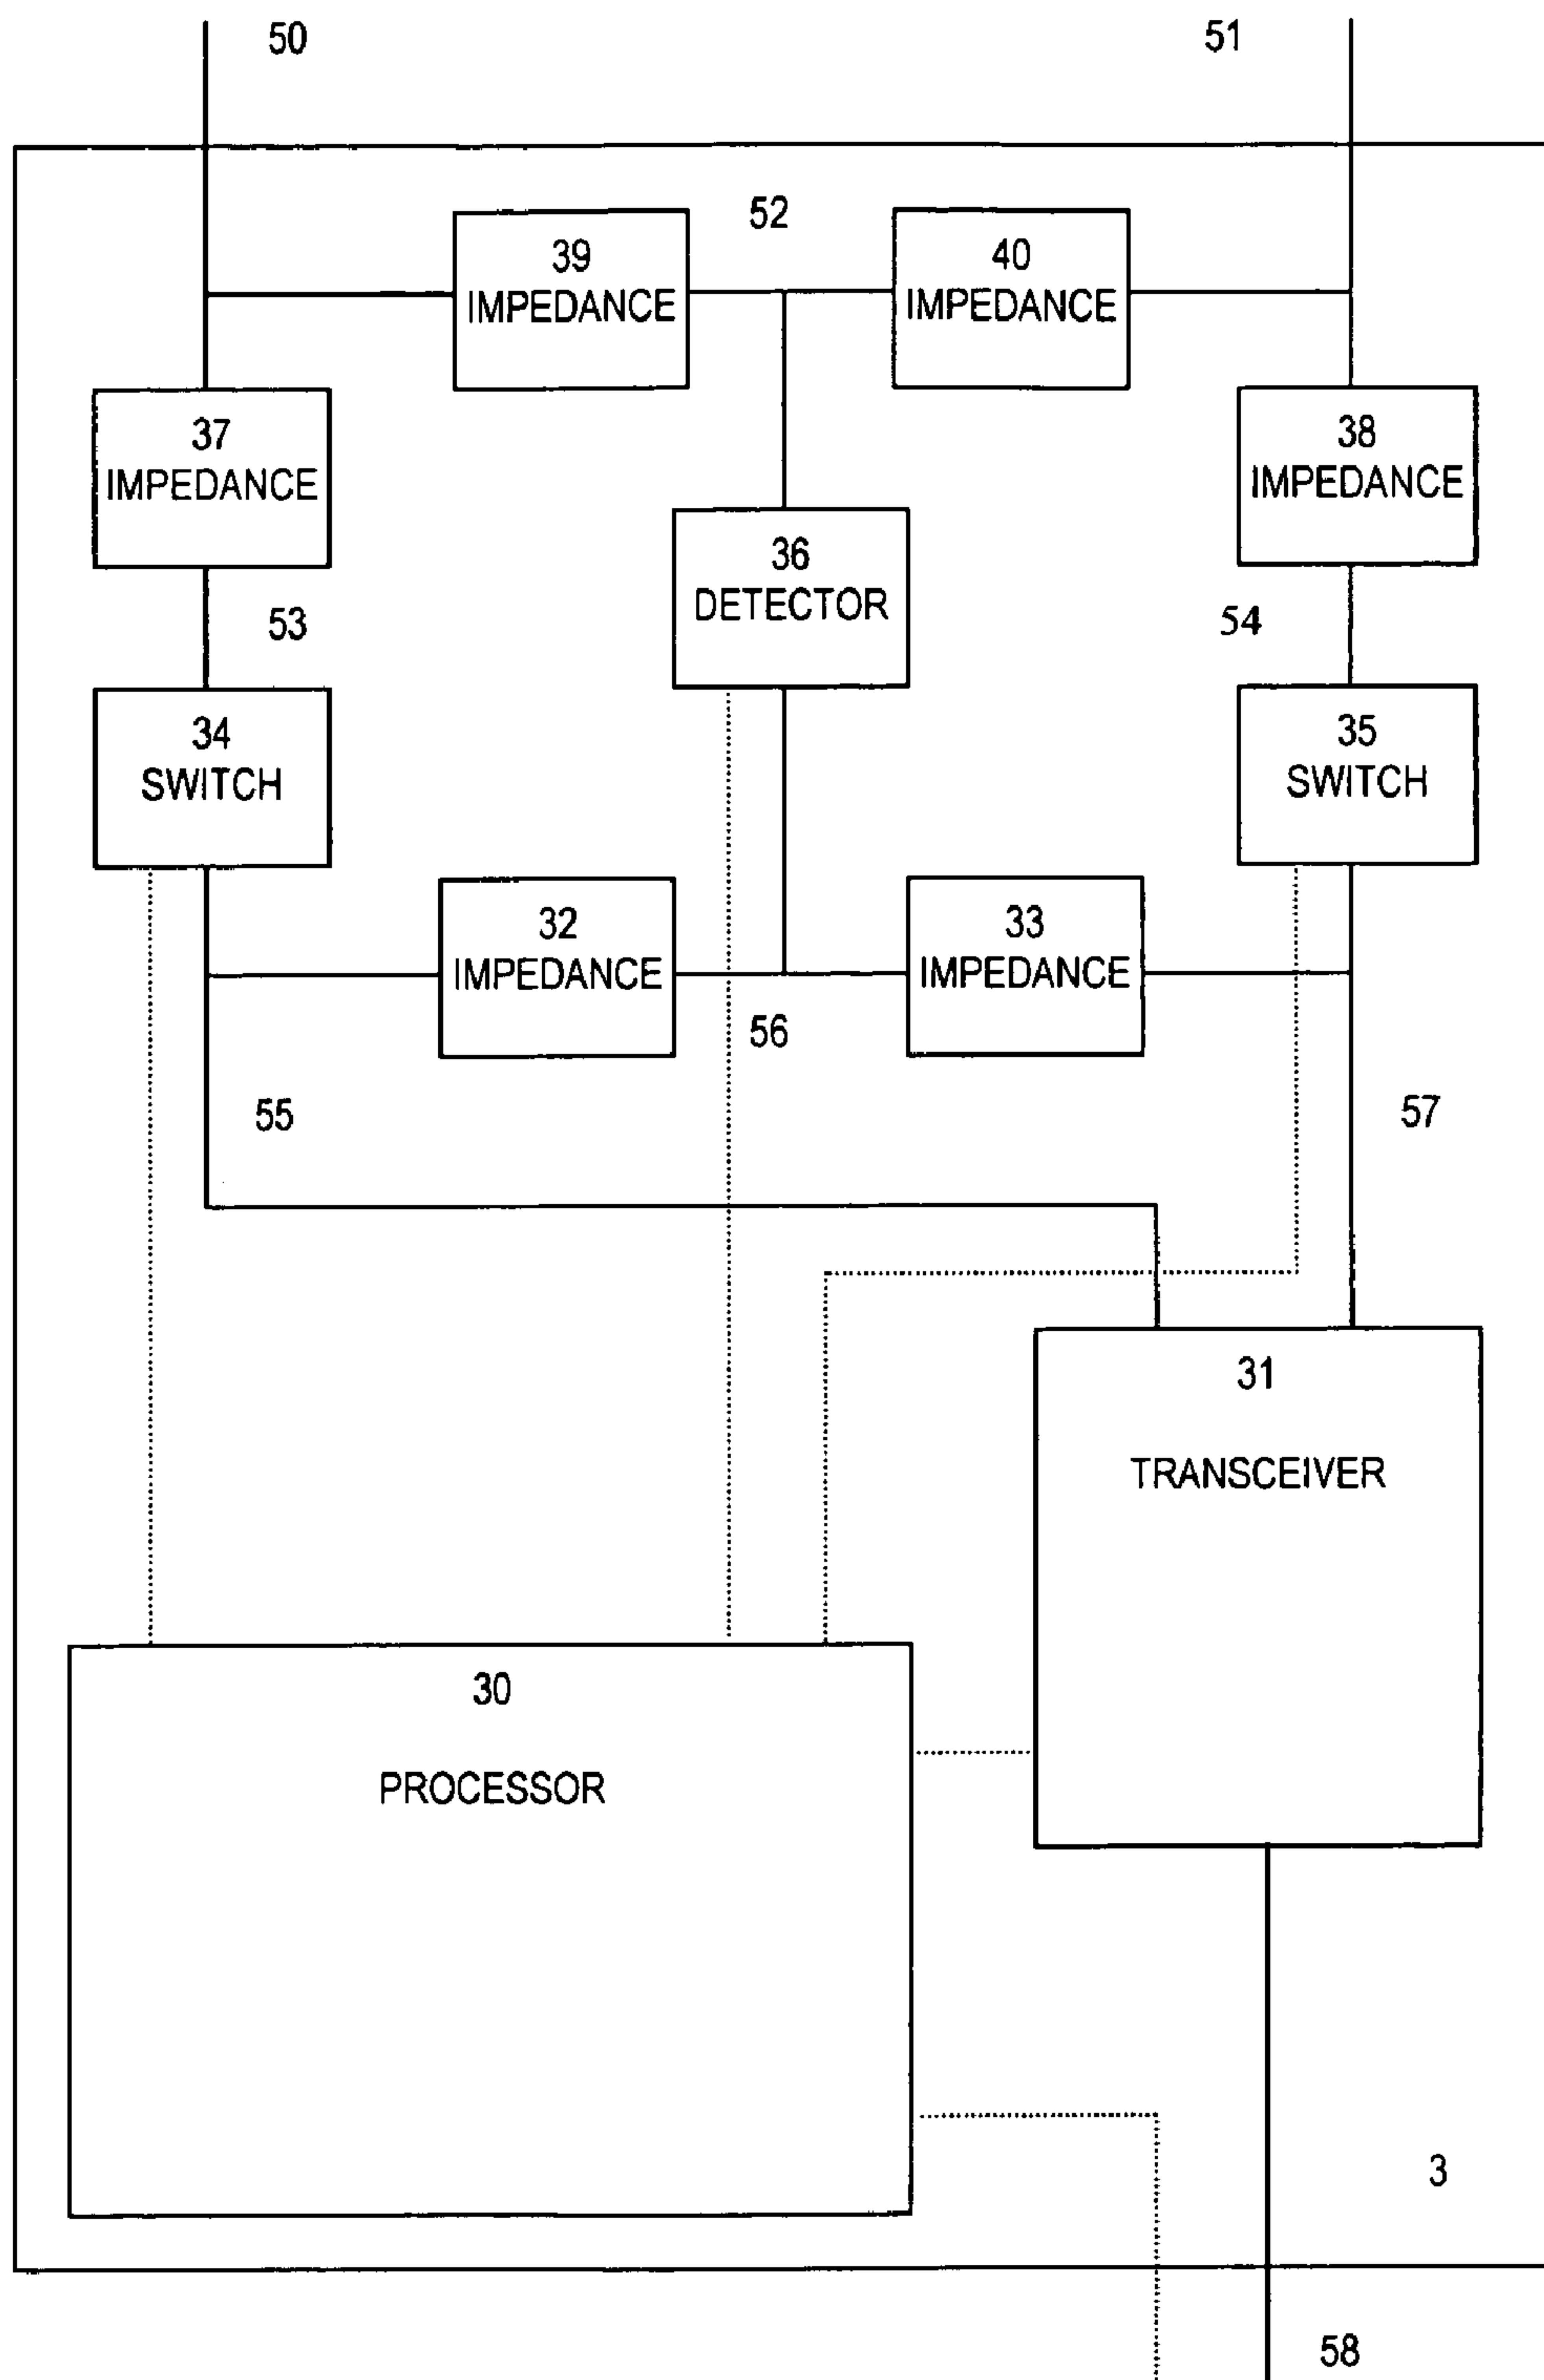 50
51
52
39
IMPEDANCE
40
IMPEDANCE
37
IMPEDANCE
38
IMPEDANCE
36
DETECTOR
53
54
34
SWITCH
35
SWITCH
32
IMPEDANCE
33
IMPEDANCE
56
55
57
31
TRANSCEIVER
30
PROCESSOR
3
58